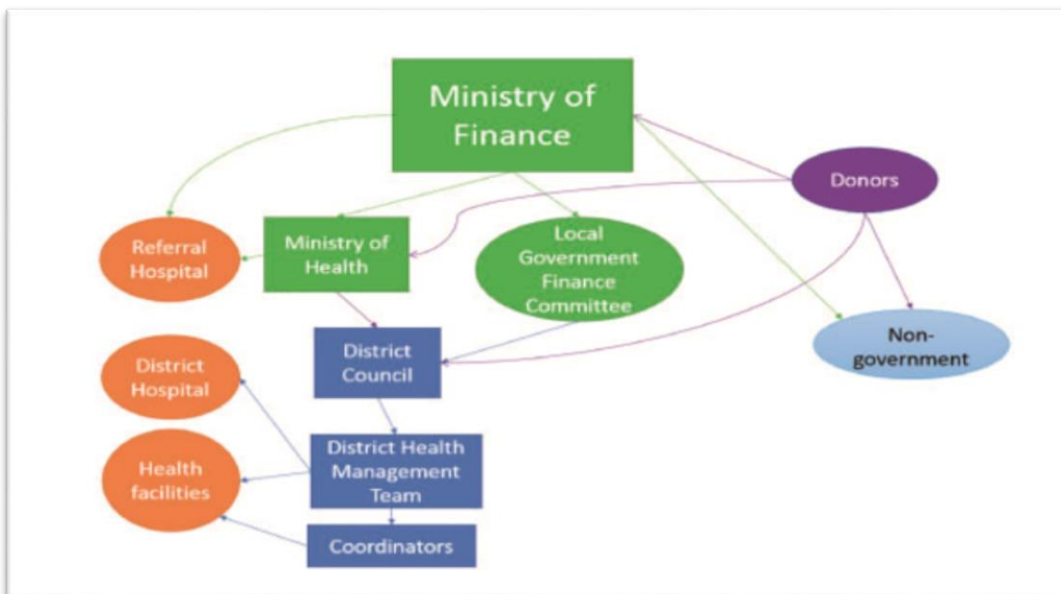 Ministry of
Finance
Donors
Referral
Hospital
Ministry of
Health
Local
Government
Finance
Committee
Non-
government
District
Council
District
Hospital
District Health
Management
Team
Health
facilities
Coordinators